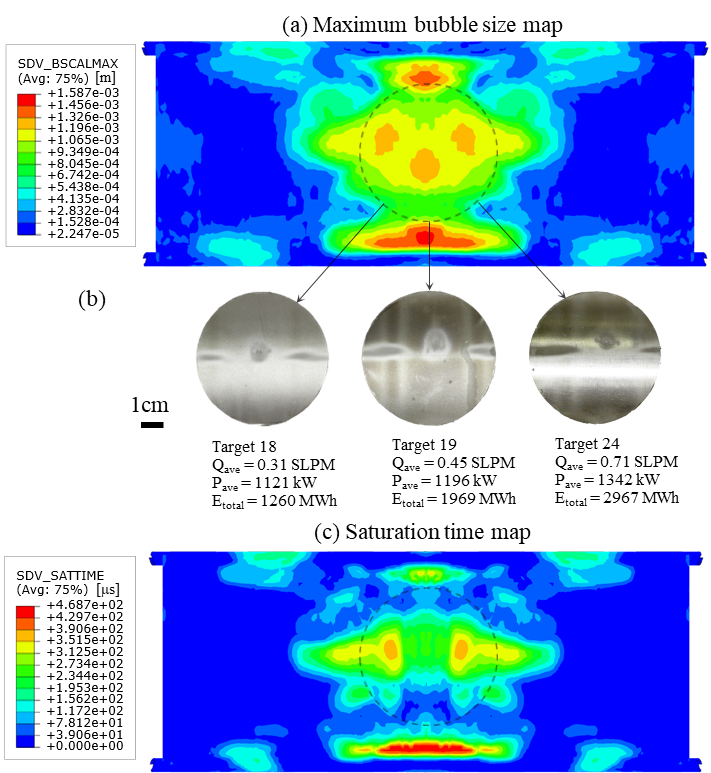 (a) Maximum bubble size map
SDV_BSCALMAX
(Avg: 75%) [m]
+1.587e-03
+1.456e-03
+1.326e-03
+1.196e-03
+1.065e-03
+9.349e-04
+8.045e-04
+6.742e-04
+5.438e-04
+4.135e-04
+2.832e-04
+1.528e-04
+2.247e-05
(b)
1cm
Target 18
Qave = 0.31 SLPM
Pave = 1121 kW
Etotal = 1260 MWh
Target 19
Qave = 0.45 SLPM
Pave = 1196 kW
Etotal = 1969 MWh
Target 24
Qave = 0.71 SLPM
Pave = 1342 kW
Etotal = 2967 MWh
(c) Saturation time map
SDV_SATTIME
(Avg: 75%) [μs]
+4.687e+02
+4.297e+02
+3.906e+02
+3.515e+02
+3.125e+02
+2.734e+02
+2.344e+02
+1.953e+02
+1.562e+02
+1.172e+02
+7.812e+01
+3.906e+01
+0.000e+00